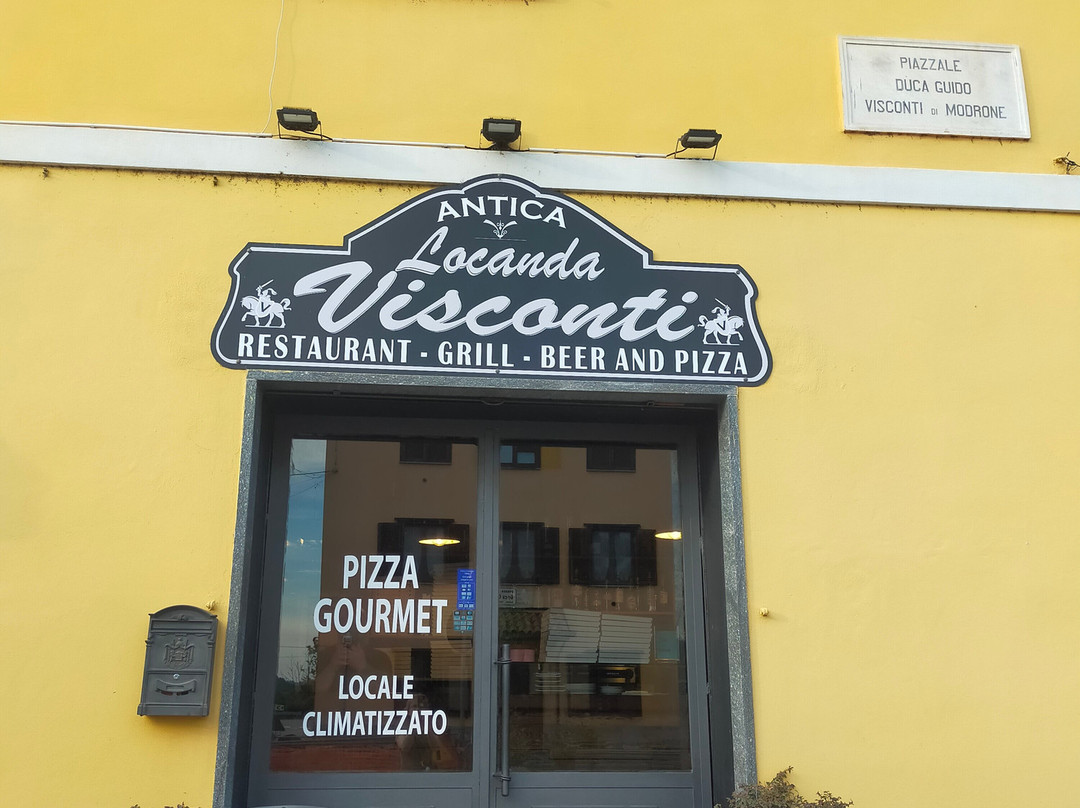 PIAZZALE
DUCA GUIDO
VISCONTI DI MODRONE
ANTICA
Locanda
Visconti
RESTAURANT - GRILL - BEER AND PIZZA
PIZZA
GOURMET
LOCALE
CLIMATIZZATO